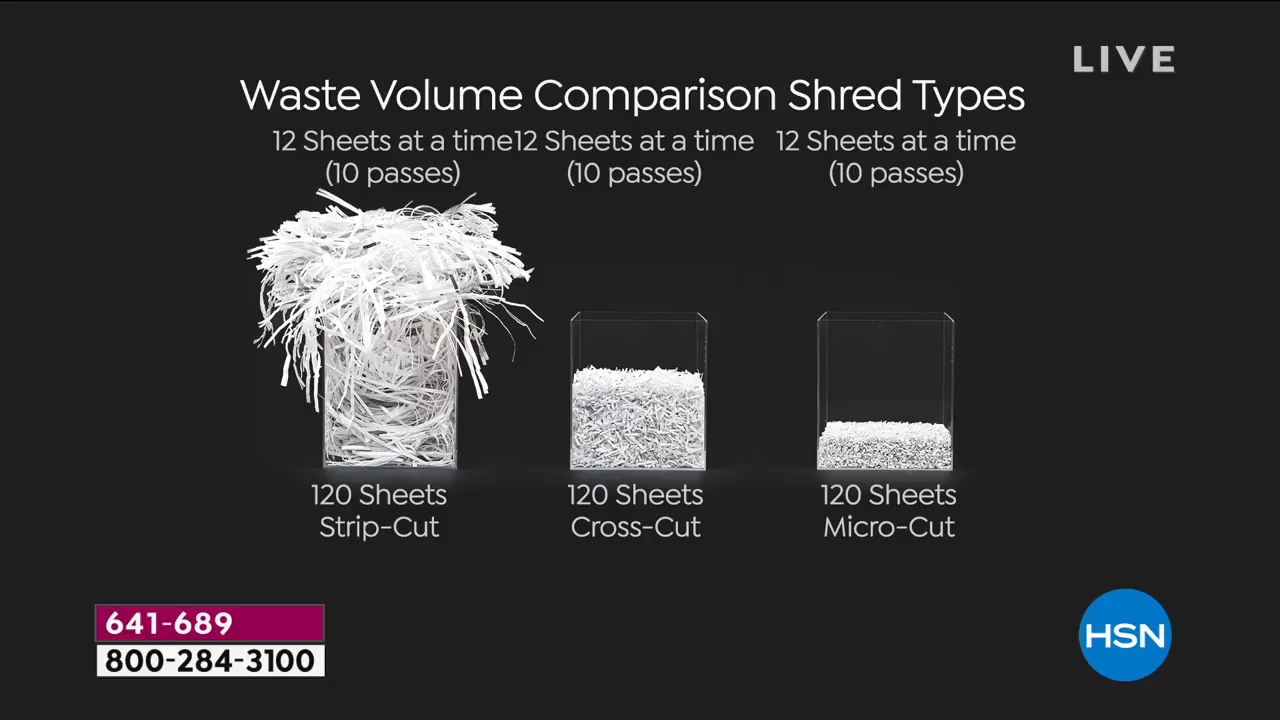 LIVE
Waste Volume Comparison Shred Types
12 Sheets at a time
(10 passes)
12 Sheets at a time
(10 passes)
12 Sheets at a time
(10 passes)
120 Sheets
Strip-Cut
120 Sheets
Cross-Cut
120 Sheets
Micro-Cut
641-689
800-284-3100
HSN